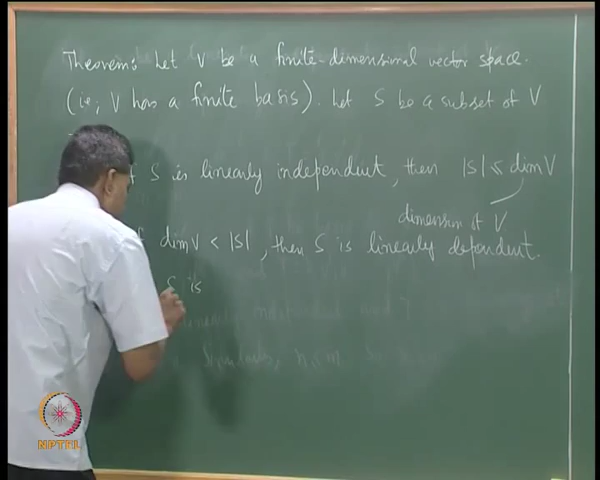 Theorem: Let V be a finite-dimensional vector space.
(i.e., V has a finite basis). Let S be a subset of V
If S is linearly independent, then |S| ≤ dim V
dimension of V
If dim V < |S|, then S is linearly dependent.
S is
NPTEL